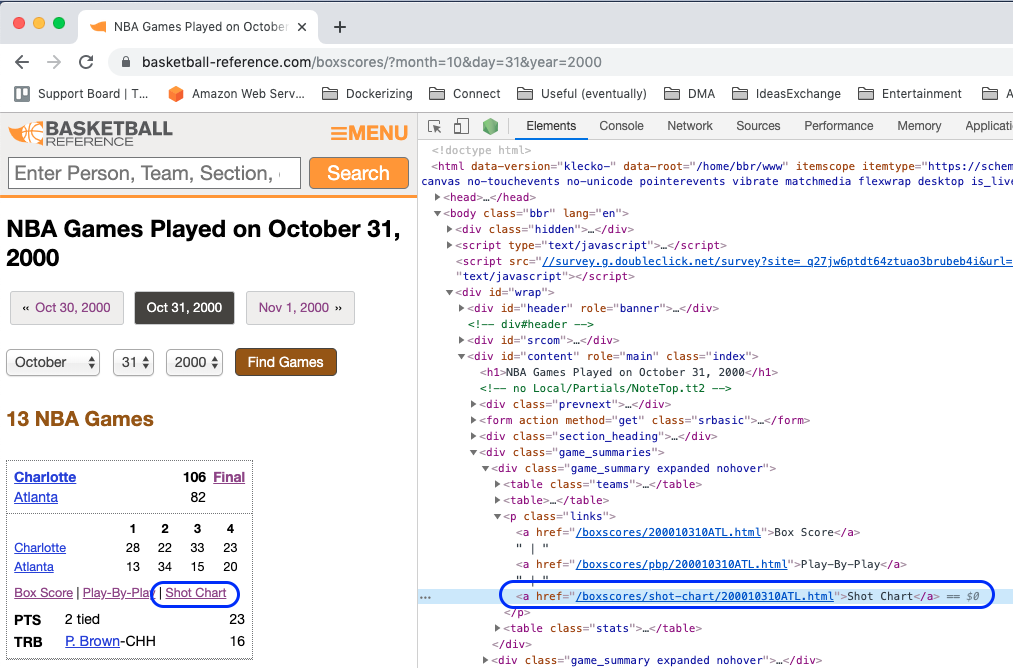 NBA Games Played on October
basketball-reference.com/boxscores/?month=10&day=31&year=2000
Support Board | T... Amazon Web Serv... Dockerizing Connect Useful (eventually) DMA IdeasExchange Entertainment A
BASKETBALL
REFERENCE
MENU
Enter Person, Team, Section,
Search
NBA Games Played on October 31,
2000
« Oct 30, 2000 Oct 31, 2000 Nov 1, 2000 »
October 31 2000 Find Games
13 NBA Games
Charlotte 106 Final
Atlanta 82
1 2 3 4
Charlotte 28 22 33 23
Atlanta 13 34 15 20
Box Score | Play-By-Play | Shot Chart
PTS 2 tied 23
TRB P. Brown-CHH 16
Elements Console Network Sources Performance Memory Applicati
<!doctype html>
<html data-version="klecko-" data-root="/home/bbr/www" itemscope itemtype="https://schem
canvas no-touchevents no-unicode pointerevents vibrate matchmedia flexwrap desktop is_live
<head>…</head>
<body class="bbr" lang="en">
<div class="hidden">…</div>
<script type="text/javascript">…</script>
<script src="//survey.g.doubleclick.net/survey?site=_q27jw6ptdt64ztuao3brubeb4i&url=
"text/javascript"></script>
<div id="wrap">
<div id="header" role="banner">…</div>
<!-- div#header -->
<div id="srcom">…</div>
<div id="content" role="main" class="index">
<h1>NBA Games Played on October 31, 2000</h1>
<!-- no Local/Partials/NoteTop.tt2 -->
<div class="prevnext">…</div>
<form action method="get" class="srbasic">…</form>
<div class="section_heading">…</div>
<div class="game_summaries">
<div class="game_summary expanded nohover">
<table class="teams">…</table>
<table>…</table>
<p class="links">
<a href="/boxscores/200010310ATL.html">Box Score</a>
" | "
<a href="/boxscores/pbp/200010310ATL.html">Play-By-Play</a>
" | "
<a href="/boxscores/shot-chart/200010310ATL.html">Shot Chart</a> == $0
</p>
<table class="stats">…</table>
</div>
<div class="game_summary expanded nohover">…</div>